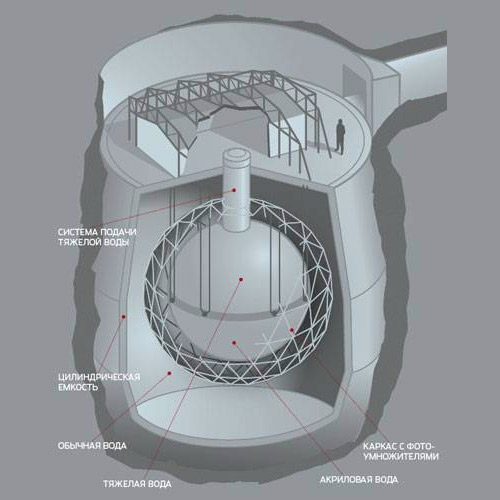 СИСТЕМА ПОДАЧИ
ТЯЖЕЛОЙ ВОДЫ
ЦИЛИНДРИЧЕСКАЯ
ЕМКОСТЬ
ОБЫЧНАЯ ВОДА
ТЯЖЕЛАЯ ВОДА
КАРКАС С ФОТО-
УМНОЖИТЕЛЯМИ
АКРИЛОВАЯ ВОДА